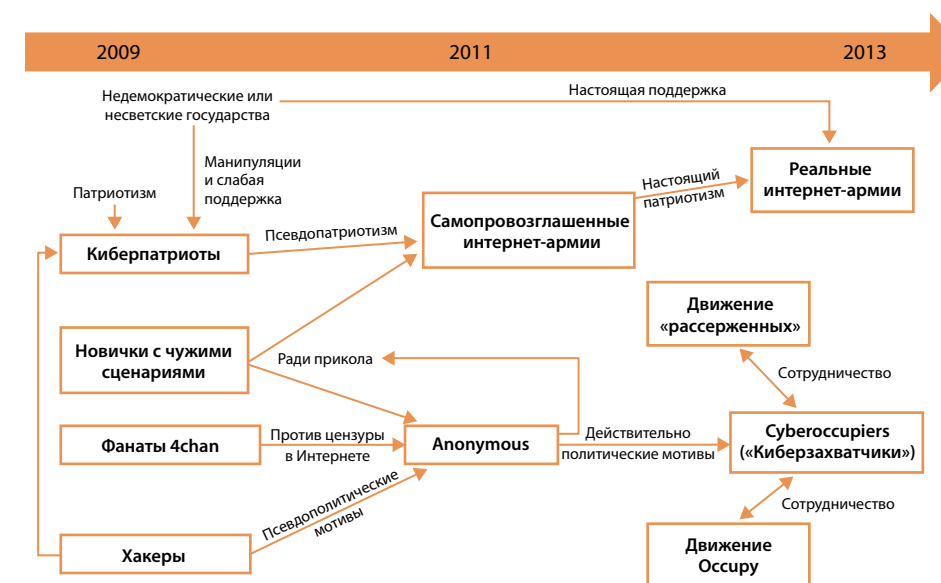 2009
2011
2013
Недемократические или
несветские государства
Настоящая поддержка
Манипуляции
и слабая
поддержка
Патриотизм
Киберпатриоты
Псевдопатриотизм
Самопровозглашенные
интернет-армии
Настоящий
патриотизм
Реальные
интернет-армии
Движение
«рассерженных»
Новички с чужими
сценариями
Ради прикола
Сотрудничество
Фанаты 4chan
Против цензуры
в Интернете
Anonymous
Действительно
политические мотивы
Cyberoccupiers
(«Киберзахватчики»)
Псевдополитические
мотивы
Сотрудничество
Хакеры
Движение
Occupy